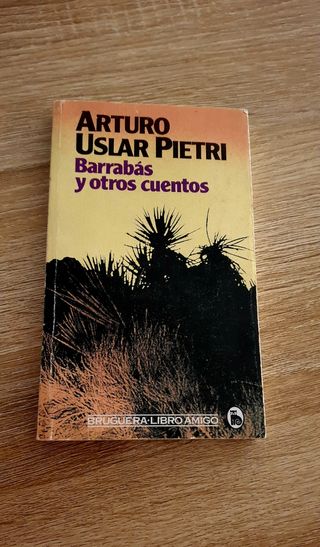 ARTURO
USLAR PIETRI
Barrabás
y otros cuentos
BRUGUERA·LIBRO AMIGO